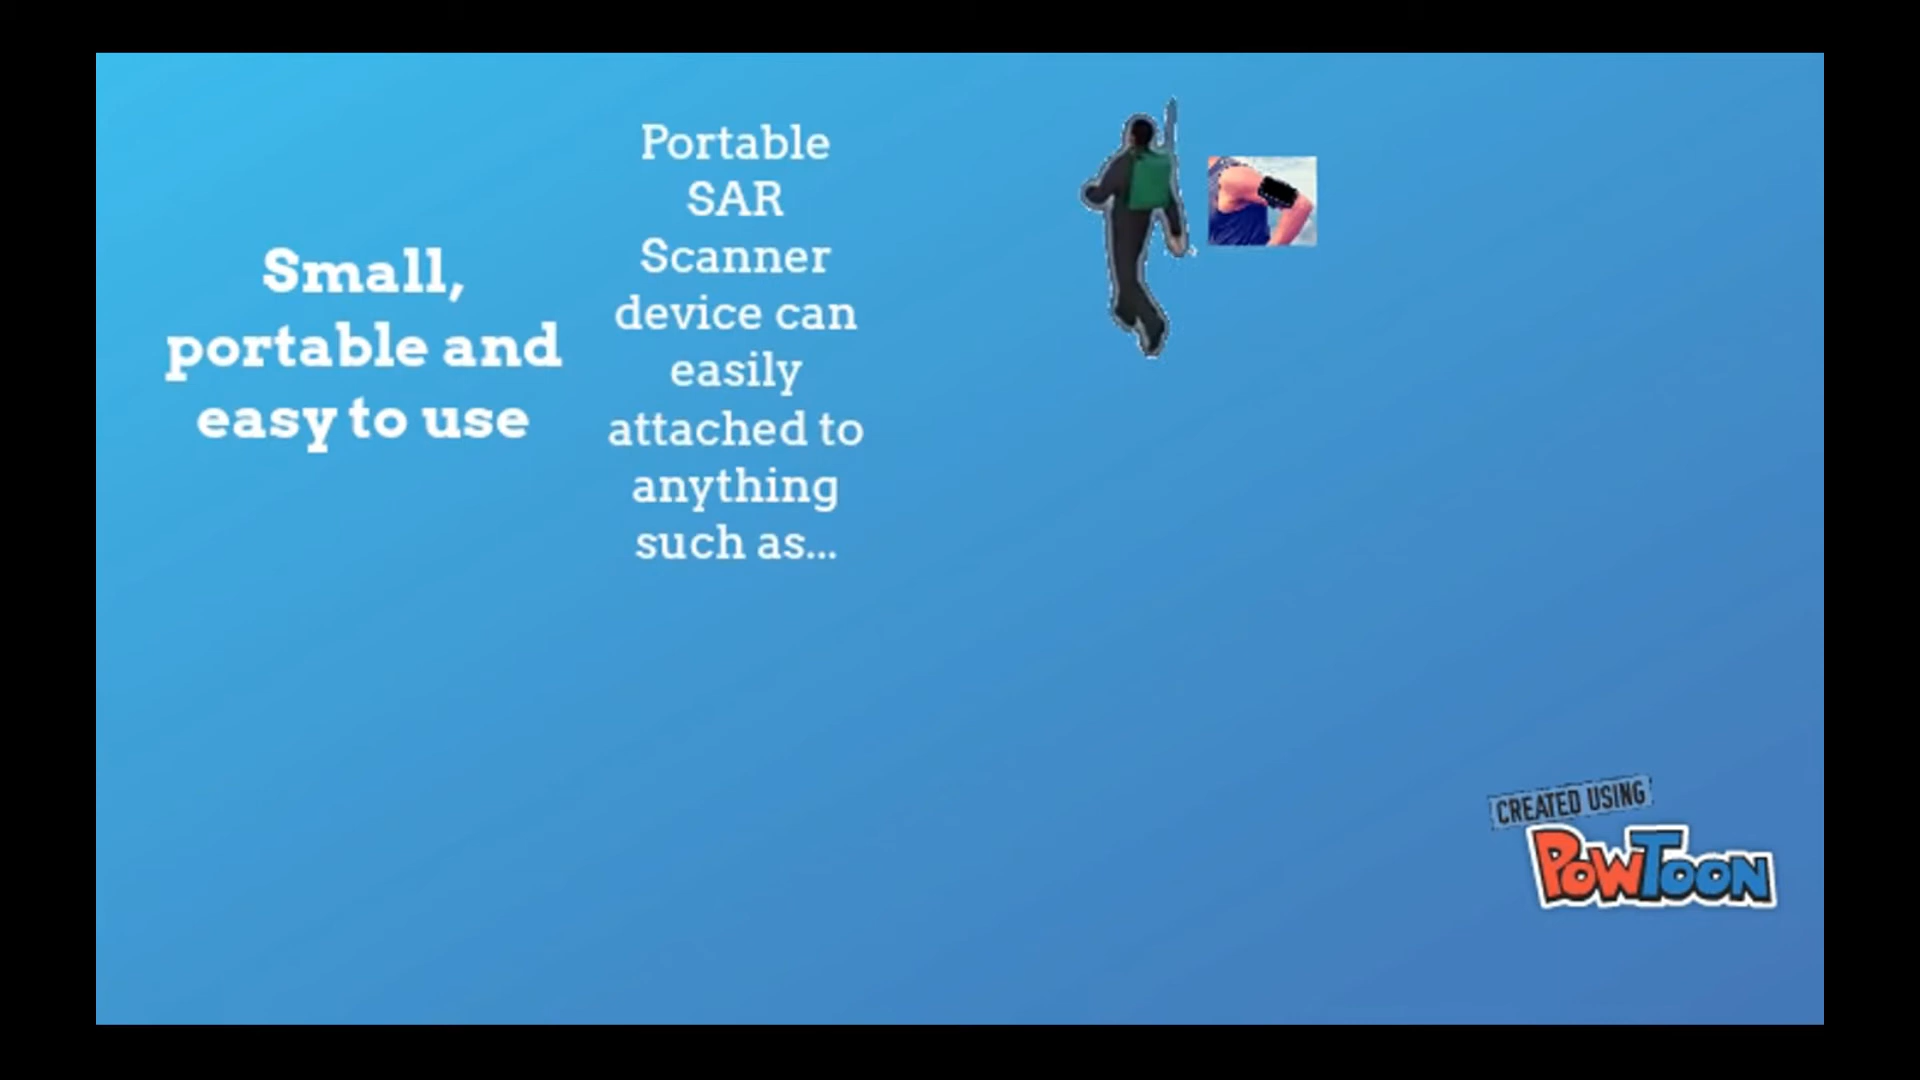 Small,
portable and
easy to use
Portable
SAR
Scanner
device can
easily
attached to
anything
such as...
CREATED USING
POWTOON